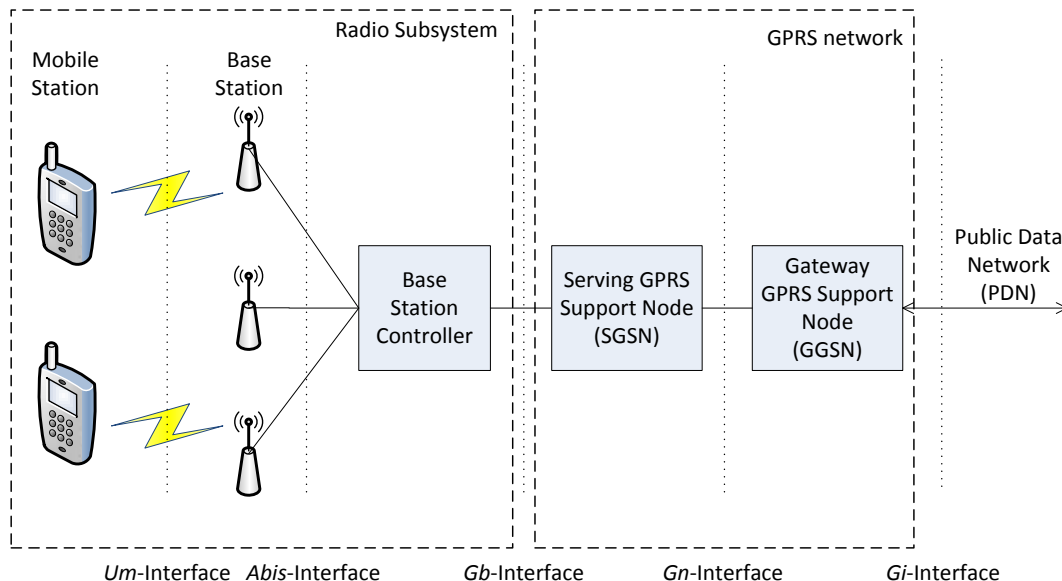 Radio Subsystem
GPRS network
Mobile
Station
Base
Station
Base
Station
Controller
Serving GPRS
Support Node
(SGSN)
Gateway
GPRS Support
Node
(GGSN)
Public Data
Network
(PDN)
Um-Interface
Abis-Interface
Gb-Interface
Gn-Interface
Gi-Interface